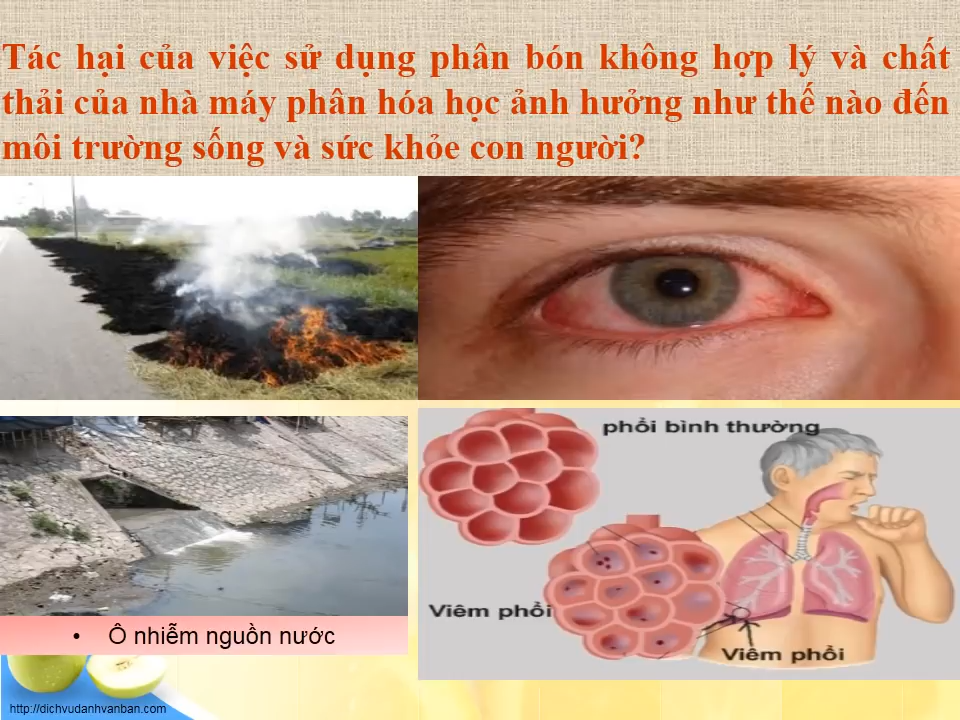 Tác hại của việc sử dụng phân bón không hợp lý và chất
thải của nhà máy phân hóa học ảnh hưởng như thế nào đến
môi trường sống và sức khỏe con người?
phổi bình thường
Viêm phổi
Viêm phổi
• Ô nhiễm nguồn nước
http://dichvudanhvanban.com